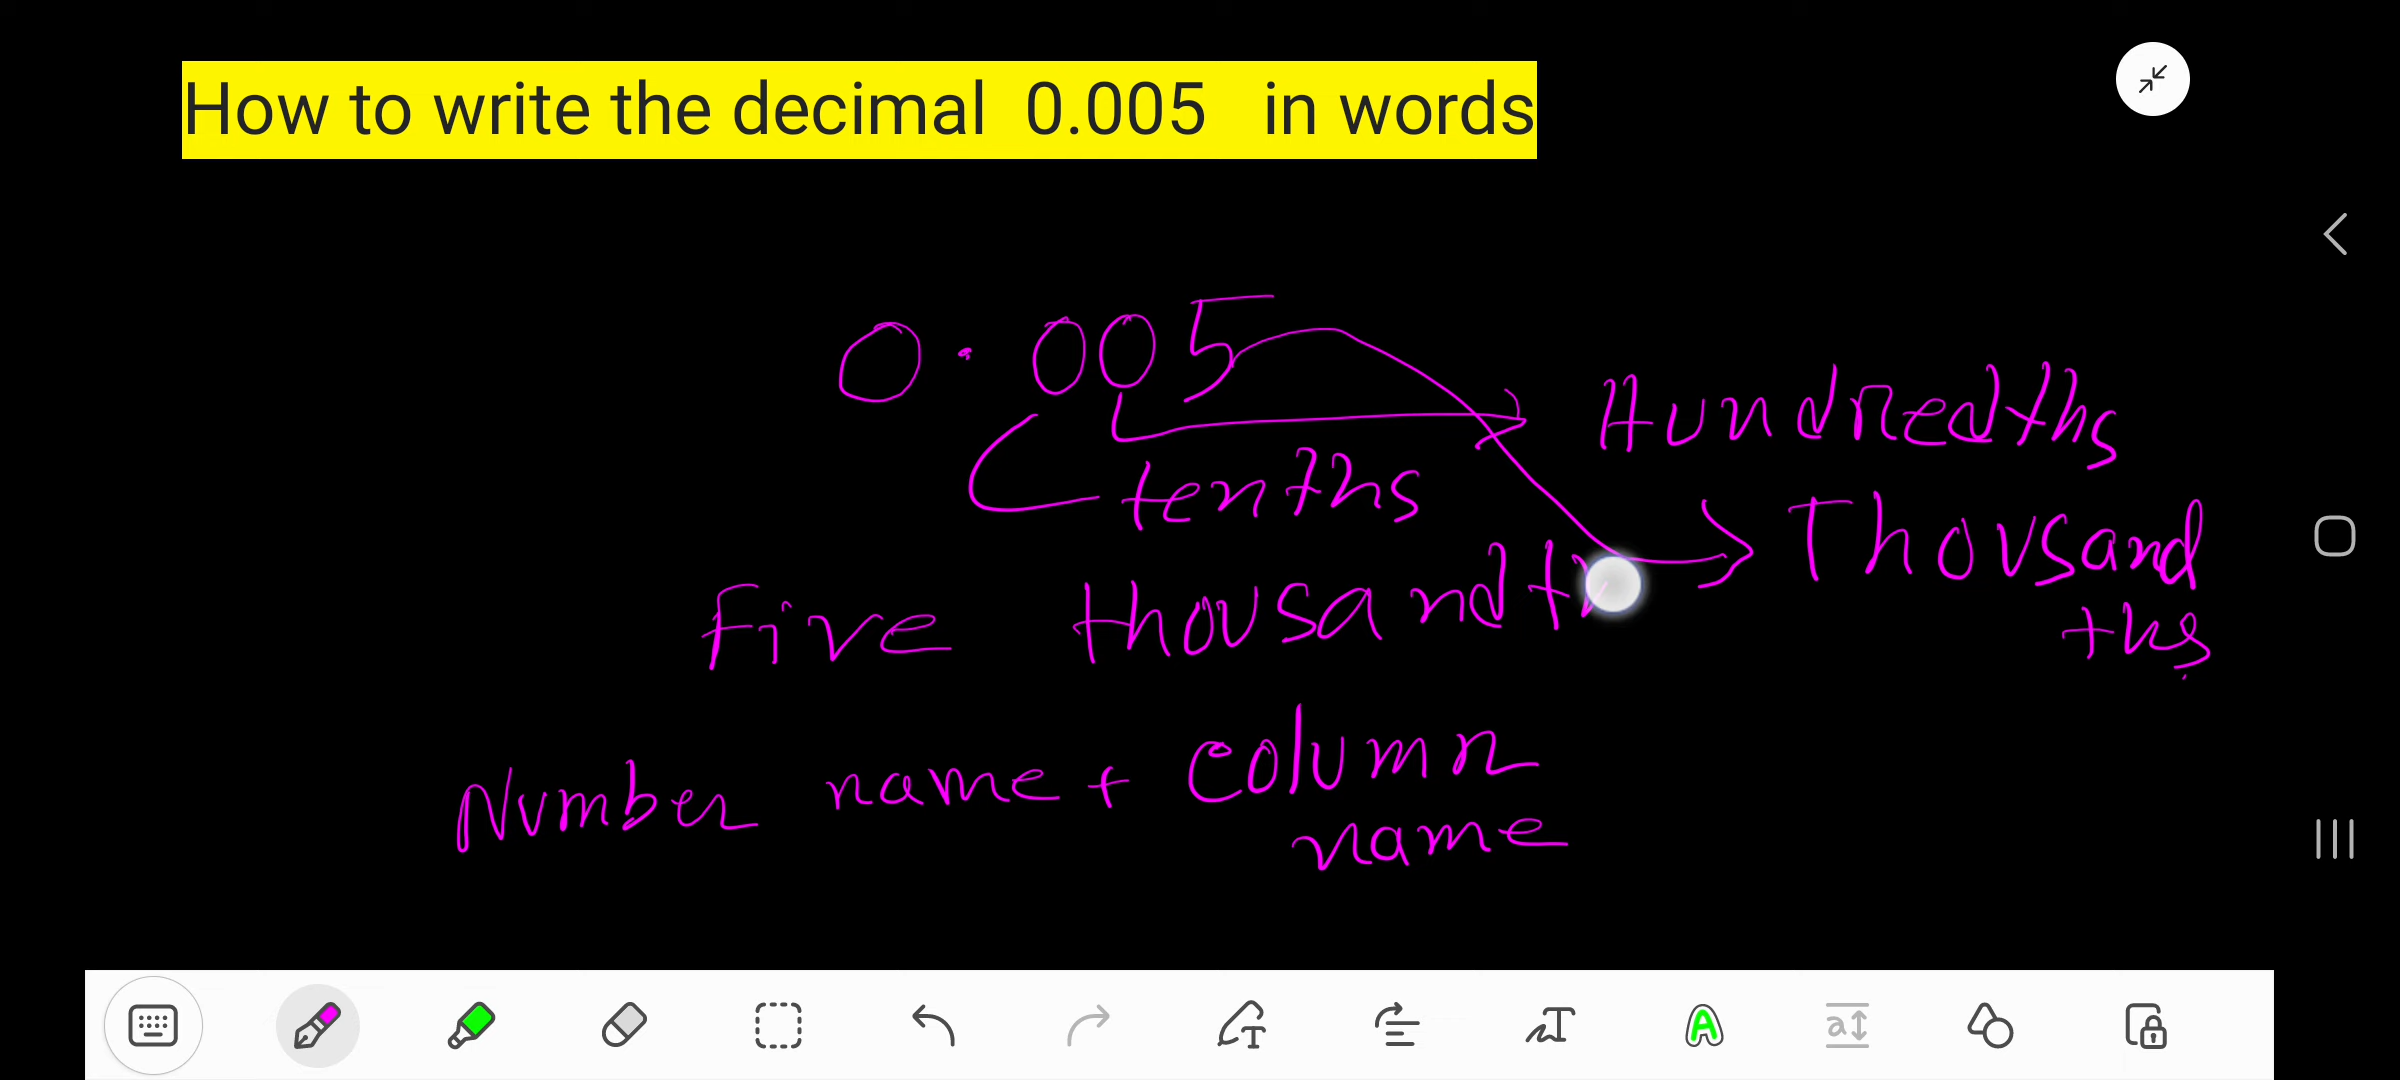 How to write the decimal 0.005 in words
0.005
Hundredths
tenths
Thousand
ths
Five thousandth
Number name + column
name